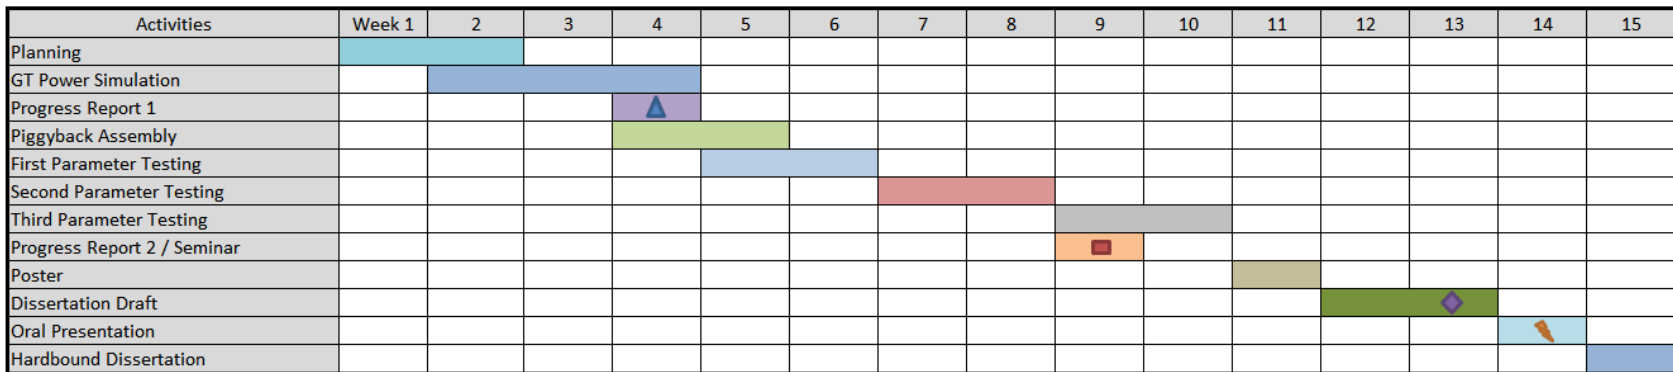 Activities Week 1 2 3 4 5 6 7 8 9 10 11 12 13 14 15
Planning
GT Power Simulation
Progress Report 1
Piggyback Assembly
First Parameter Testing
Second Parameter Testing
Third Parameter Testing
Progress Report 2 / Seminar
Poster
Dissertation Draft
Oral Presentation
Hardbound Dissertation